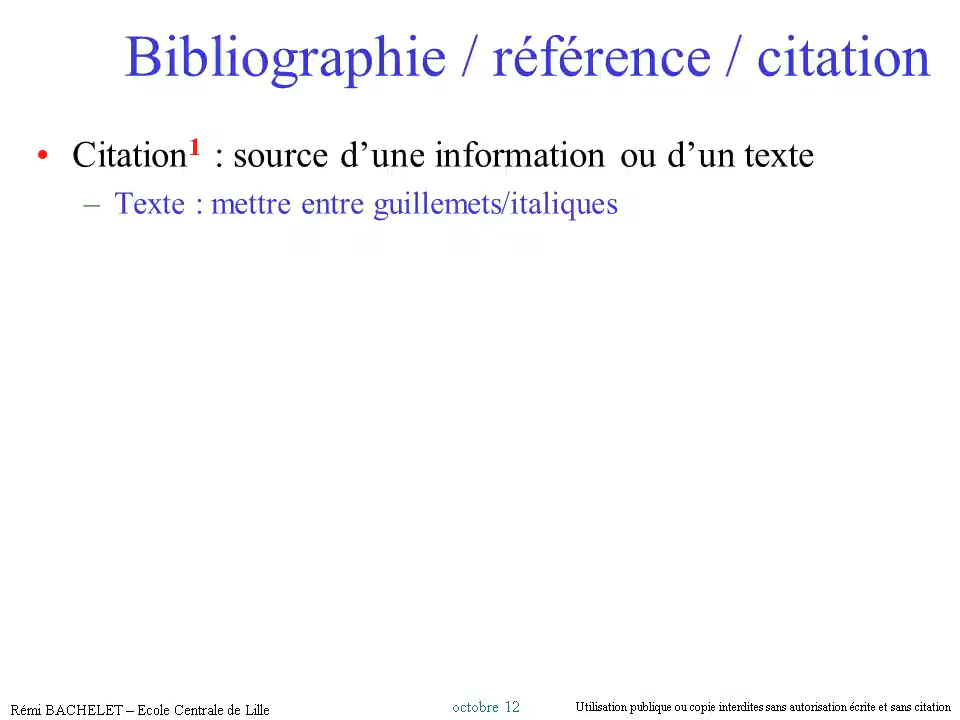 Bibliographie / référence / citation
• Citation1 : source d’une information ou d’un texte
– Texte : mettre entre guillemets/italiques
Rémi BACHELET – Ecole Centrale de Lille
octobre 12
Utilisation publique ou copie interdites sans autorisation écrite et sans citation